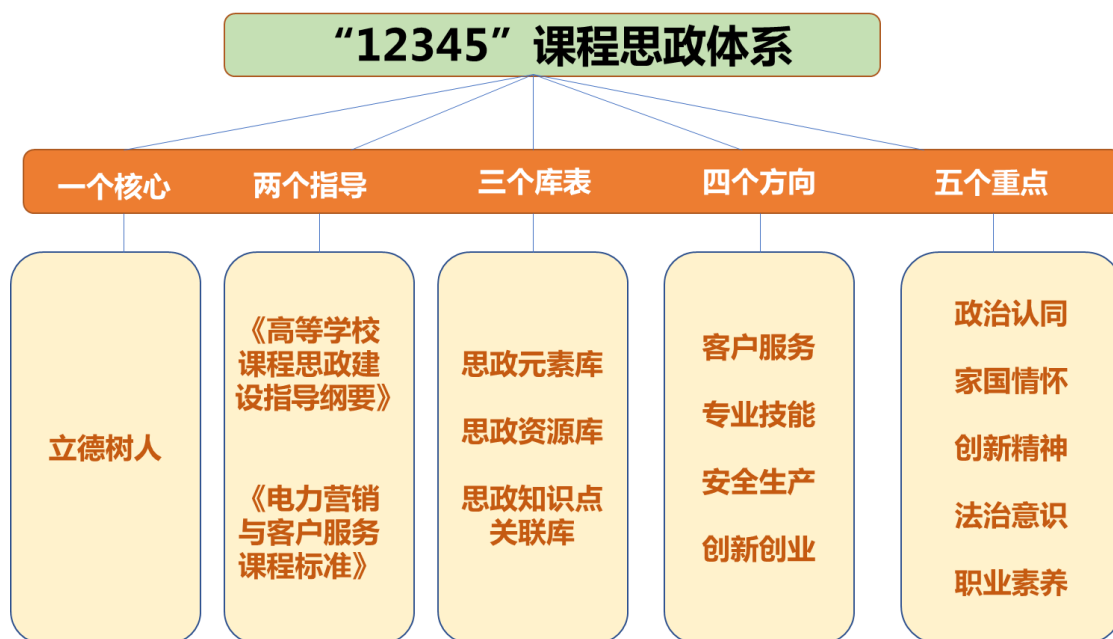 “12345”课程思政体系
一个核心
两个指导
三个库表
四个方向
五个重点
立德树人
《高等学校
课程思政建
设指导纲要》
《电力营销
与客户服务
课程标准》
思政元素库
思政资源库
思政知识点
关联库
客户服务
专业技能
安全生产
创新创业
政治认同
家国情怀
创新精神
法治意识
职业素养